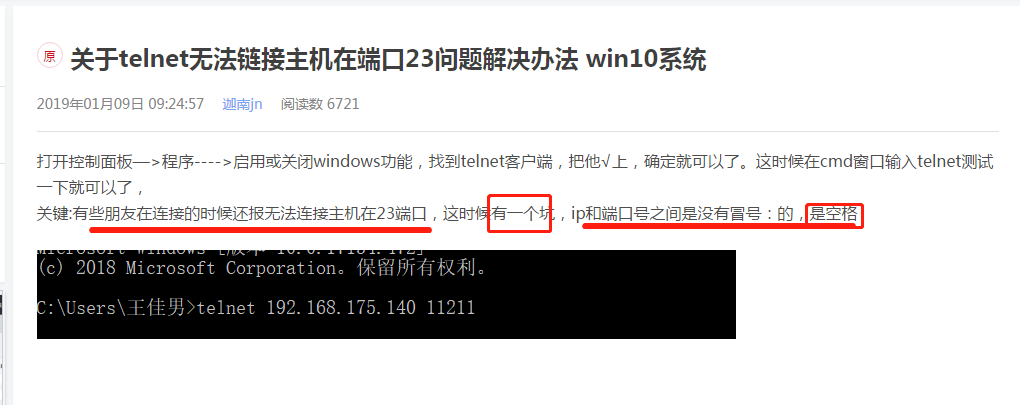 原 关于telnet无法链接主机在端口23问题解决办法 win10系统
2019年01月09日 09:24:57 迦南jn 阅读数 6721
打开控制面板—>程序---->启用或关闭windows功能，找到telnet客户端，把他√上，确定就可以了。这时候在cmd窗口输入telnet测试
一下就可以了，
关键:有些朋友在连接的时候还报无法连接主机在23端口，这时候有一个坑，ip和端口号之间是没有冒号：的，是空格
(c) 2018 Microsoft Corporation。保留所有权利。
C:\Users\王佳男>telnet 192.168.175.140 11211